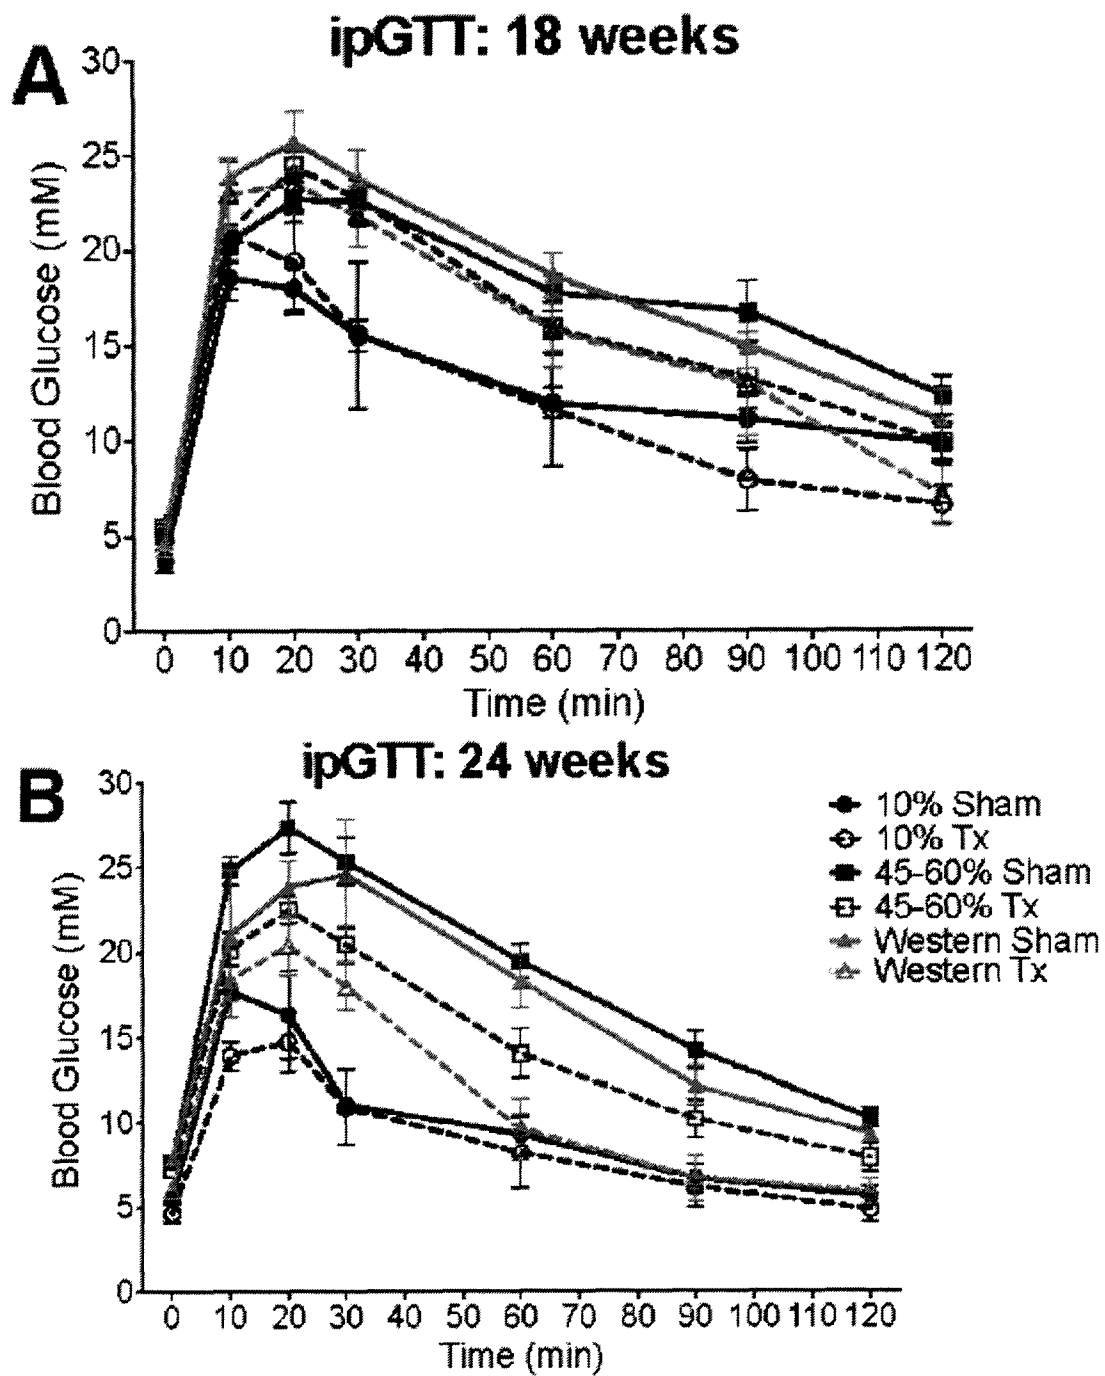 A
ipGTT: 18 weeks
30
25
20
15
10
5
0
Blood Glucose (mM)
0 10 20 30 40 50 60 70 80 90 100 110 120
Time (min)
B
ipGTT: 24 weeks
30
25
20
15
10
5
0
Blood Glucose (mM)
0 10 20 30 40 50 60 70 80 90 100 110 120
Time (min)
10% Sham
10% Tx
45-60% Sham
45-60% Tx
Western Sham
Western Tx